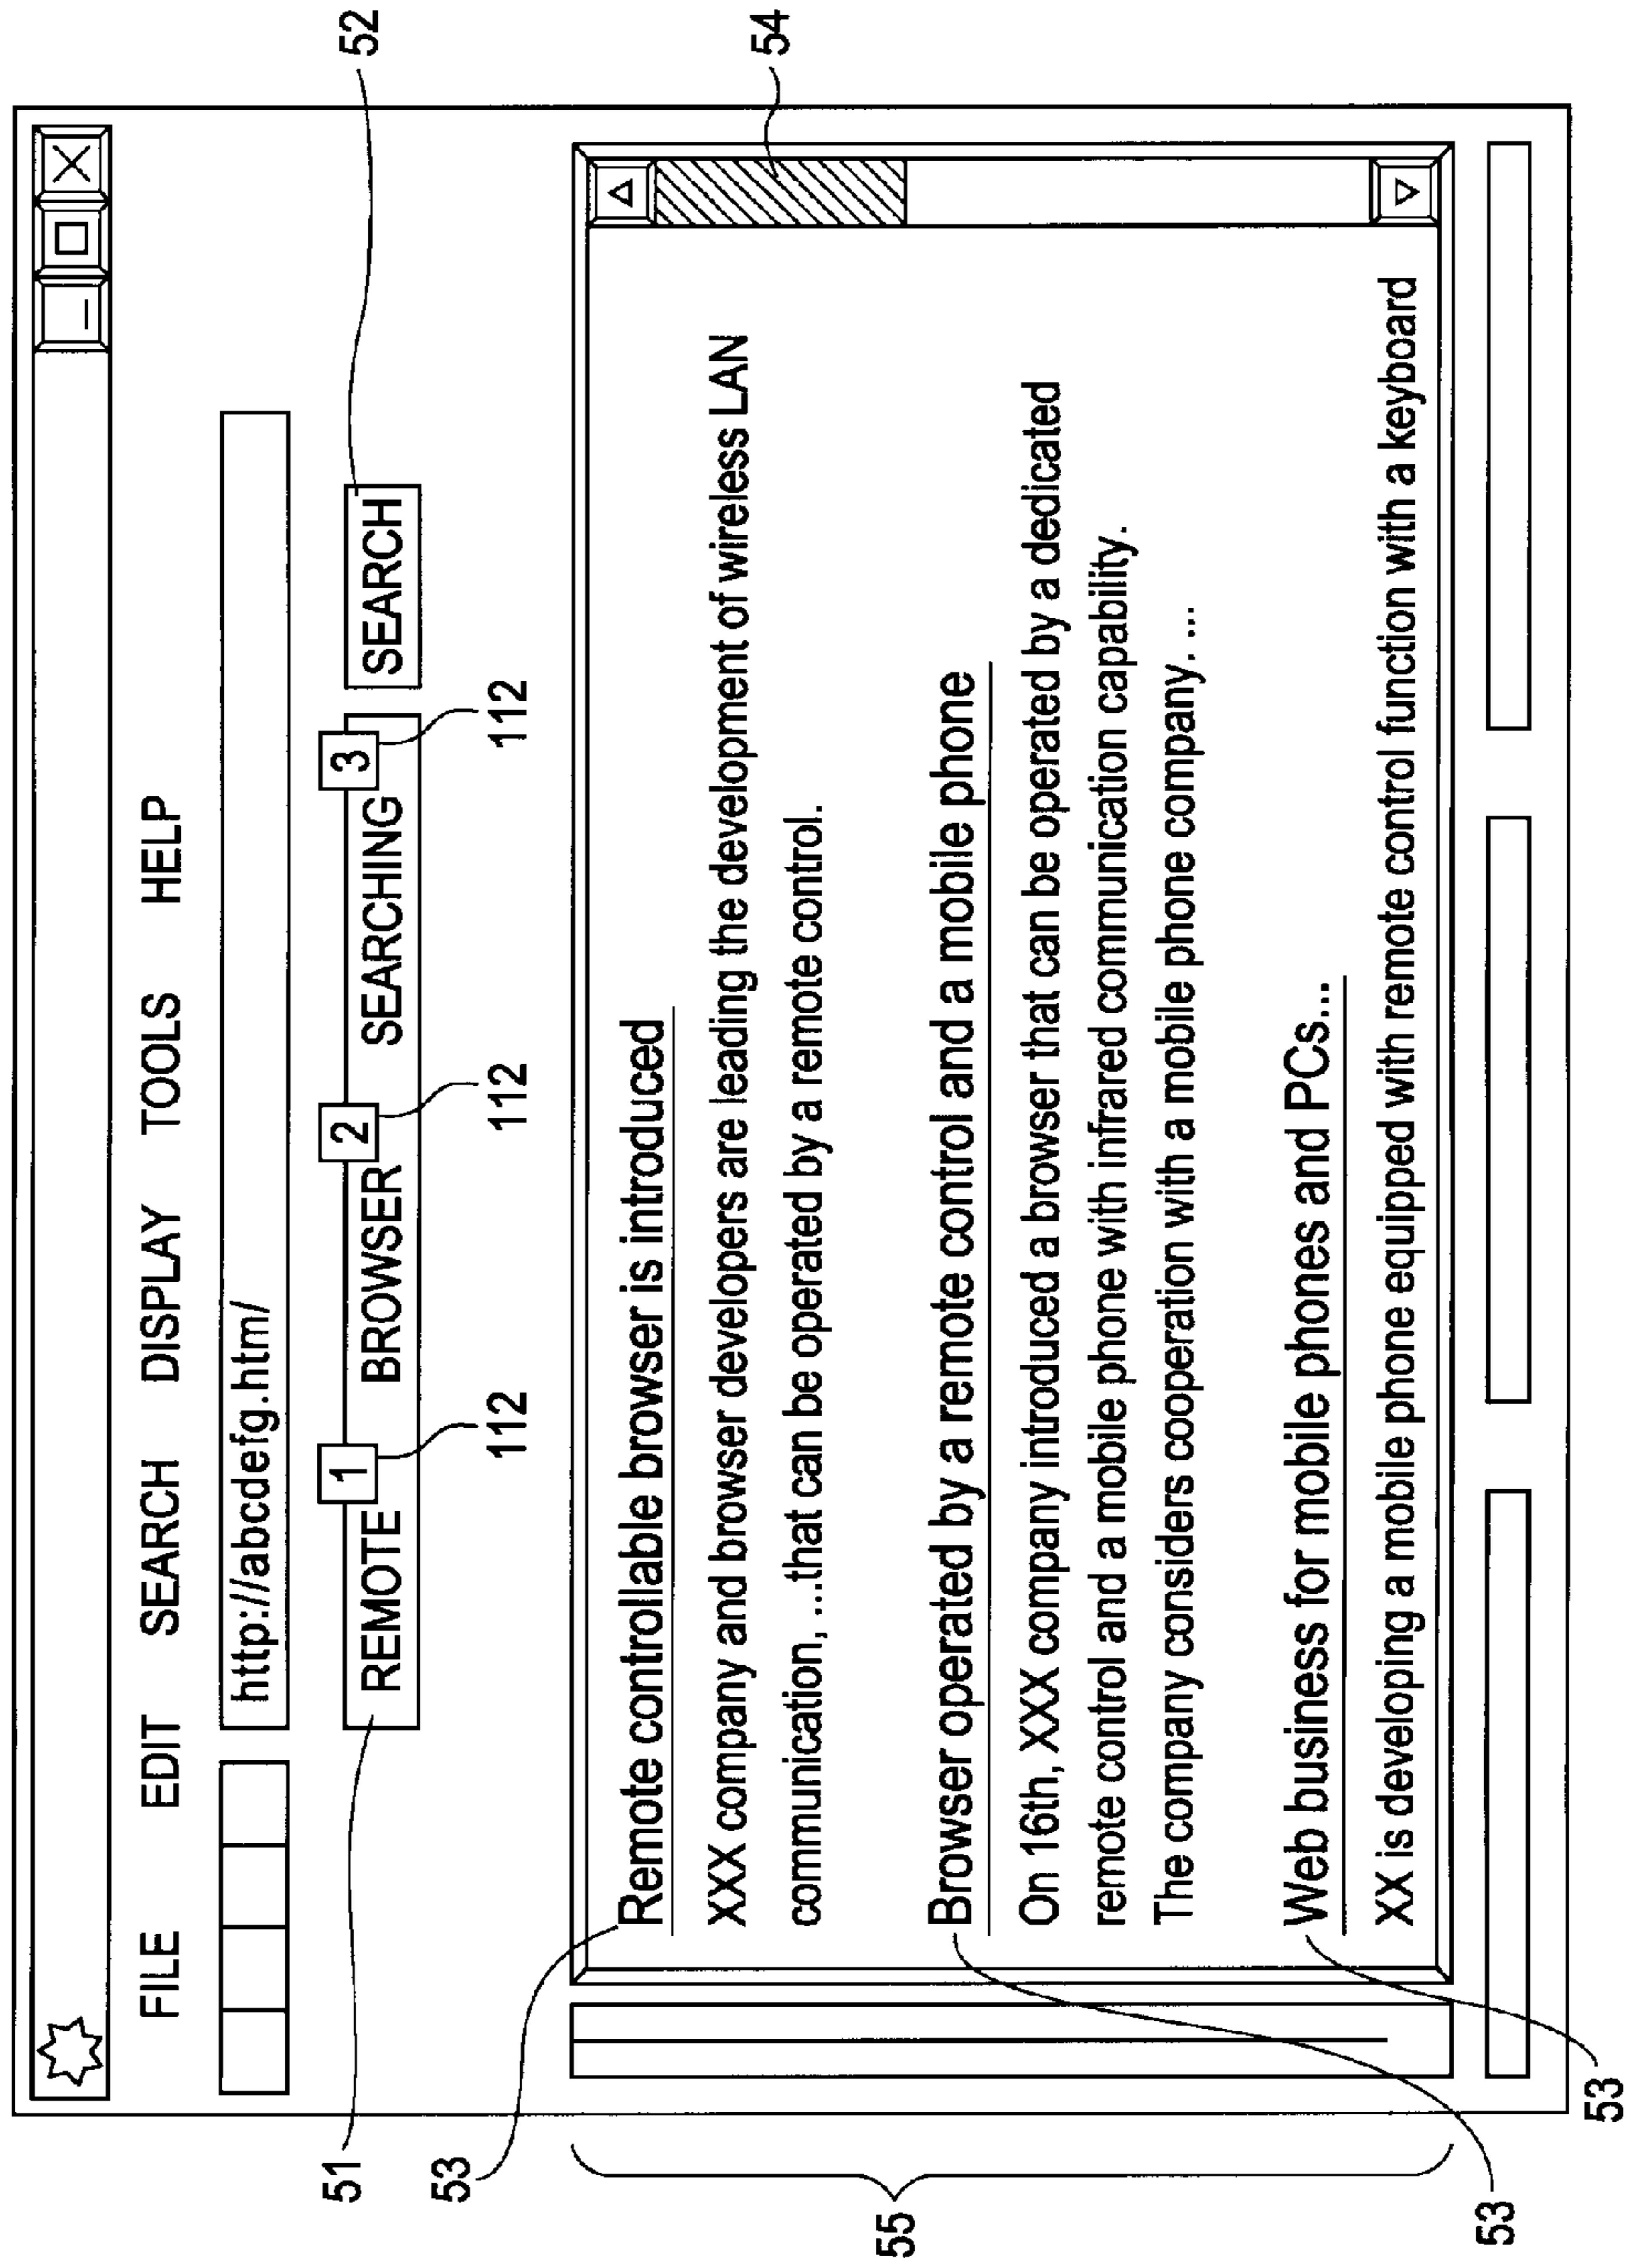 FILE EDIT SEARCH DISPLAY TOOLS HELP
http://abcdefg.htm/
51
REMOTE 1 BROWSER 2 SEARCHING 3
SEARCH
52
112 112 112
53
Remote controllable browser is introduced
XXX company and browser developers are leading the development of wireless LAN
communication, ...that can be operated by a remote control.
54
55
Browser operated by a remote control and a mobile phone
On 16th, XXX company introduced a browser that can be operated by a dedicated
remote control and a mobile phone with infrared communication capability.
The company considers cooperation with a mobile phone company. ...
53
Web business for mobile phones and PCs...
XX is developing a mobile phone equipped with remote control function with a keyboard
53